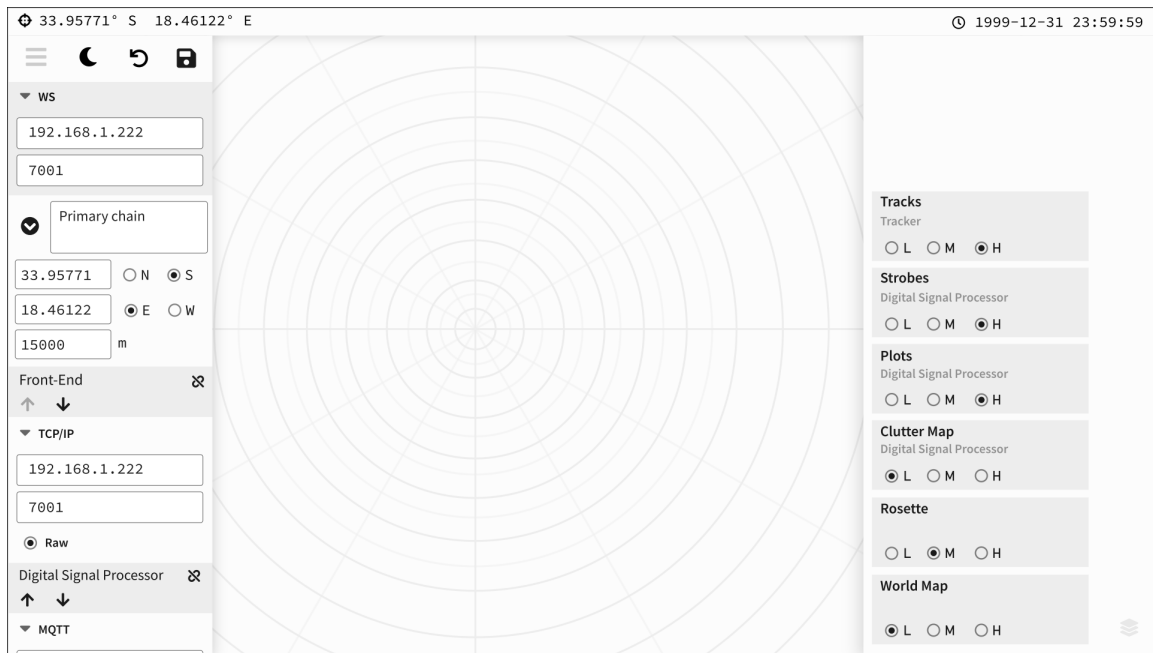 33.95771° S 18.46122° E
1999-12-31 23:59:59
WS
192.168.1.222
7001
Primary chain
33.95771 N S
18.46122 E W
15000 m
Front-End
TCP/IP
192.168.1.222
7001
Raw
Digital Signal Processor
MQTT
Tracks
Tracker
L M H
Strobes
Digital Signal Processor
L M H
Plots
Digital Signal Processor
L M H
Clutter Map
Digital Signal Processor
L M H
Rosette
L M H
World Map
L M H